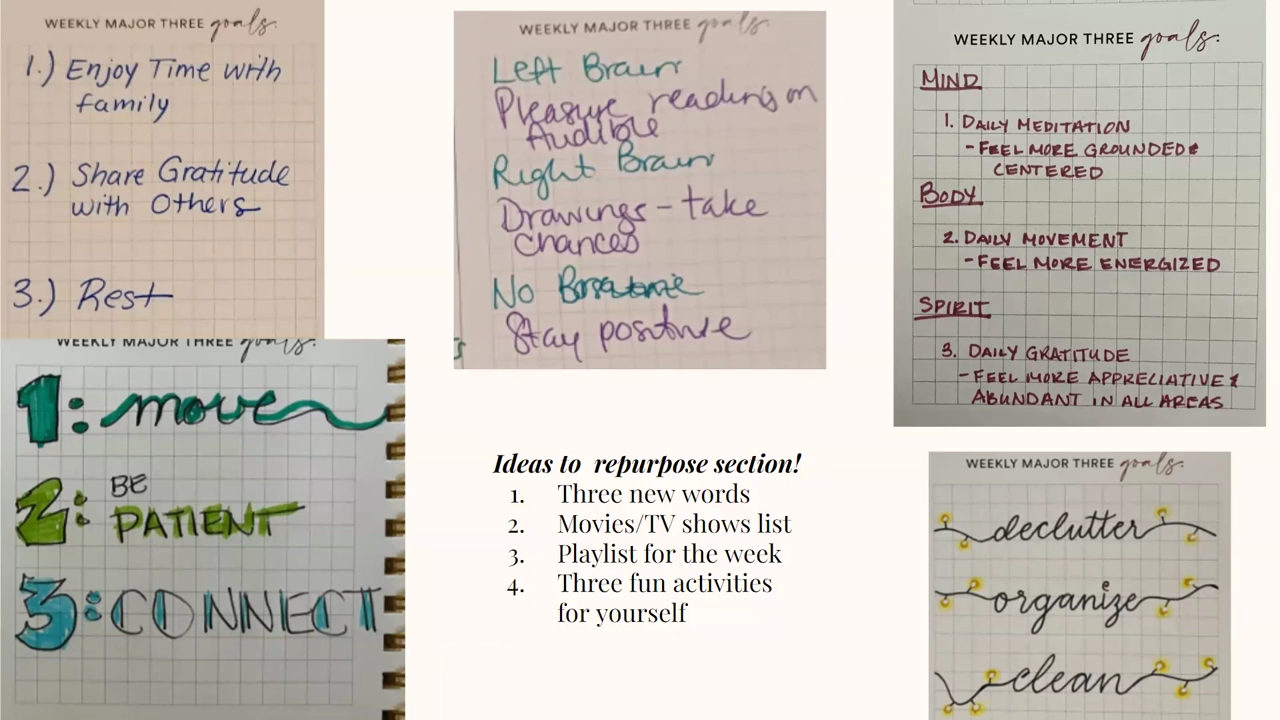 WEEKLY MAJOR THREE goals:
1.) Enjoy Time with
family
2.) Share Gratitude
with Others
3.) Rest
WEEKLY MAJOR THREE goals:
1: move
2: BE
PATIENT
3: CONNECT
WEEKLY MAJOR THREE goals:
Left Brain
Pleasure reading on
Audible
Right Brain
Drawings - take
chances
No
Stay positive
Ideas to repurpose section!
1. Three new words
2. Movies/TV shows list
3. Playlist for the week
4. Three fun activities
for yourself
WEEKLY MAJOR THREE goals:
MIND
1. DAILY MEDITATION
- FEEL MORE GROUNDED &
CENTERED
BODY
2. DAILY MOVEMENT
- FEEL MORE ENERGIZED
SPIRIT
3. DAILY GRATITUDE
- FEEL MORE APPRECIATIVE &
ABUNDANT IN ALL AREAS
WEEKLY MAJOR THREE goals:
declutter
organize
clean